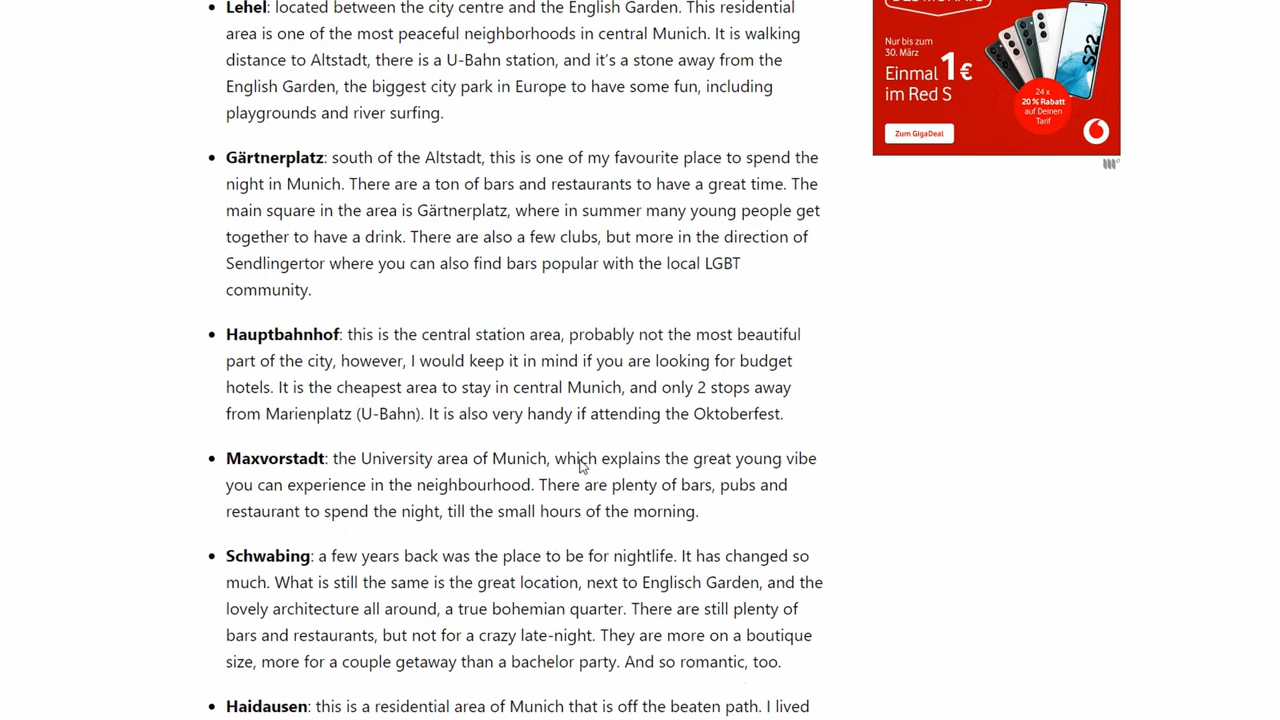 Lehel: located between the city centre and the English Garden. This residential
area is one of the most peaceful neighborhoods in central Munich. It is walking
distance to Altstadt, there is a U-Bahn station, and it's a stone away from the
English Garden, the biggest city park in Europe to have some fun, including
playgrounds and river surfing.
Gärtnerplatz: south of the Altstadt, this is one of my favourite place to spend the
night in Munich. There are a ton of bars and restaurants to have a great time. The
main square in the area is Gärtnerplatz, where in summer many young people get
together to have a drink. There are also a few clubs, but more in the direction of
Sendlingertor where you can also find bars popular with the local LGBT
community.
Hauptbahnhof: this is the central station area, probably not the most beautiful
part of the city, however, I would keep it in mind if you are looking for budget
hotels. It is the cheapest area to stay in central Munich, and only 2 stops away
from Marienplatz (U-Bahn). It is also very handy if attending the Oktoberfest.
Maxvorstadt: the University area of Munich, which explains the great young vibe
you can experience in the neighbourhood. There are plenty of bars, pubs and
restaurant to spend the night, till the small hours of the morning.
Schwabing: a few years back was the place to be for nightlife. It has changed so
much. What is still the same is the great location, next to Englisch Garden, and the
lovely architecture all around, a true bohemian quarter. There are still plenty of
bars and restaurants, but not for a crazy late-night. They are more on a boutique
size, more for a couple getaway than a bachelor party. And so romantic, too.
Haidausen: this is a residential area of Munich that is off the beaten path. I lived
Nur bis zum
30. März
Einmal 1€
im Red S
S22
24 x
20 % Rabatt
auf Deinen
Tarif
Zum GigaDeal